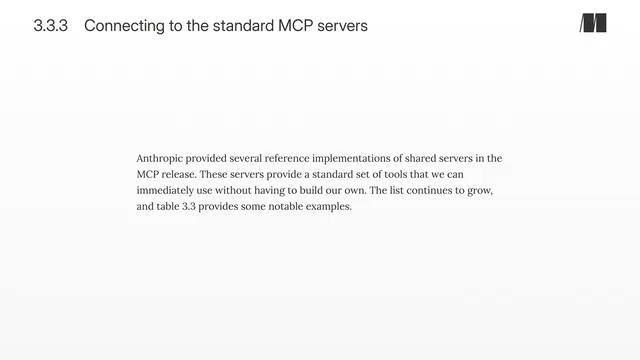 3.3.3 Connecting to the standard MCP servers
Anthropic provided several reference implementations of shared servers in the
MCP release. These servers provide a standard set of tools that we can
immediately use without having to build our own. The list continues to grow,
and table 3.3 provides some notable examples.